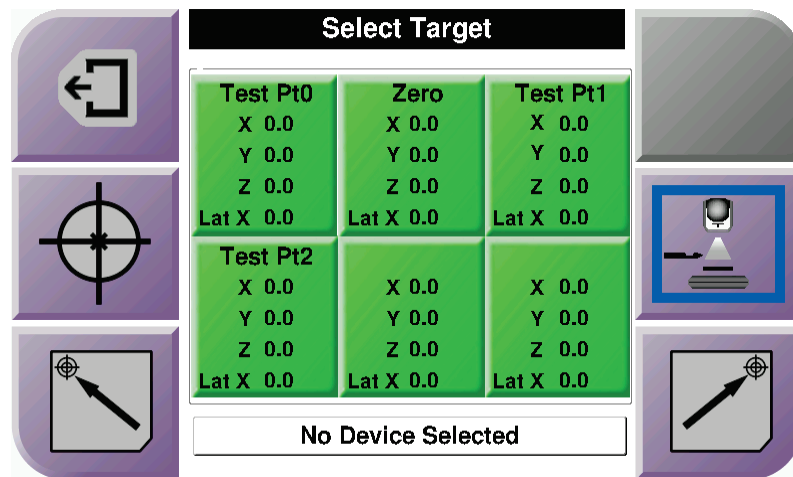 Select Target
Test Pt0 Zero Test Pt1
X 0.0 X 0.0 X 0.0
Y 0.0 Y 0.0 Y 0.0
Z 0.0 Z 0.0 Z 0.0
Lat X 0.0 Lat X 0.0 Lat X 0.0
Test Pt2
X 0.0 X 0.0 X 0.0
Y 0.0 Y 0.0 Y 0.0
Z 0.0 Z 0.0 Z 0.0
Lat X 0.0 Lat X 0.0 Lat X 0.0
No Device Selected